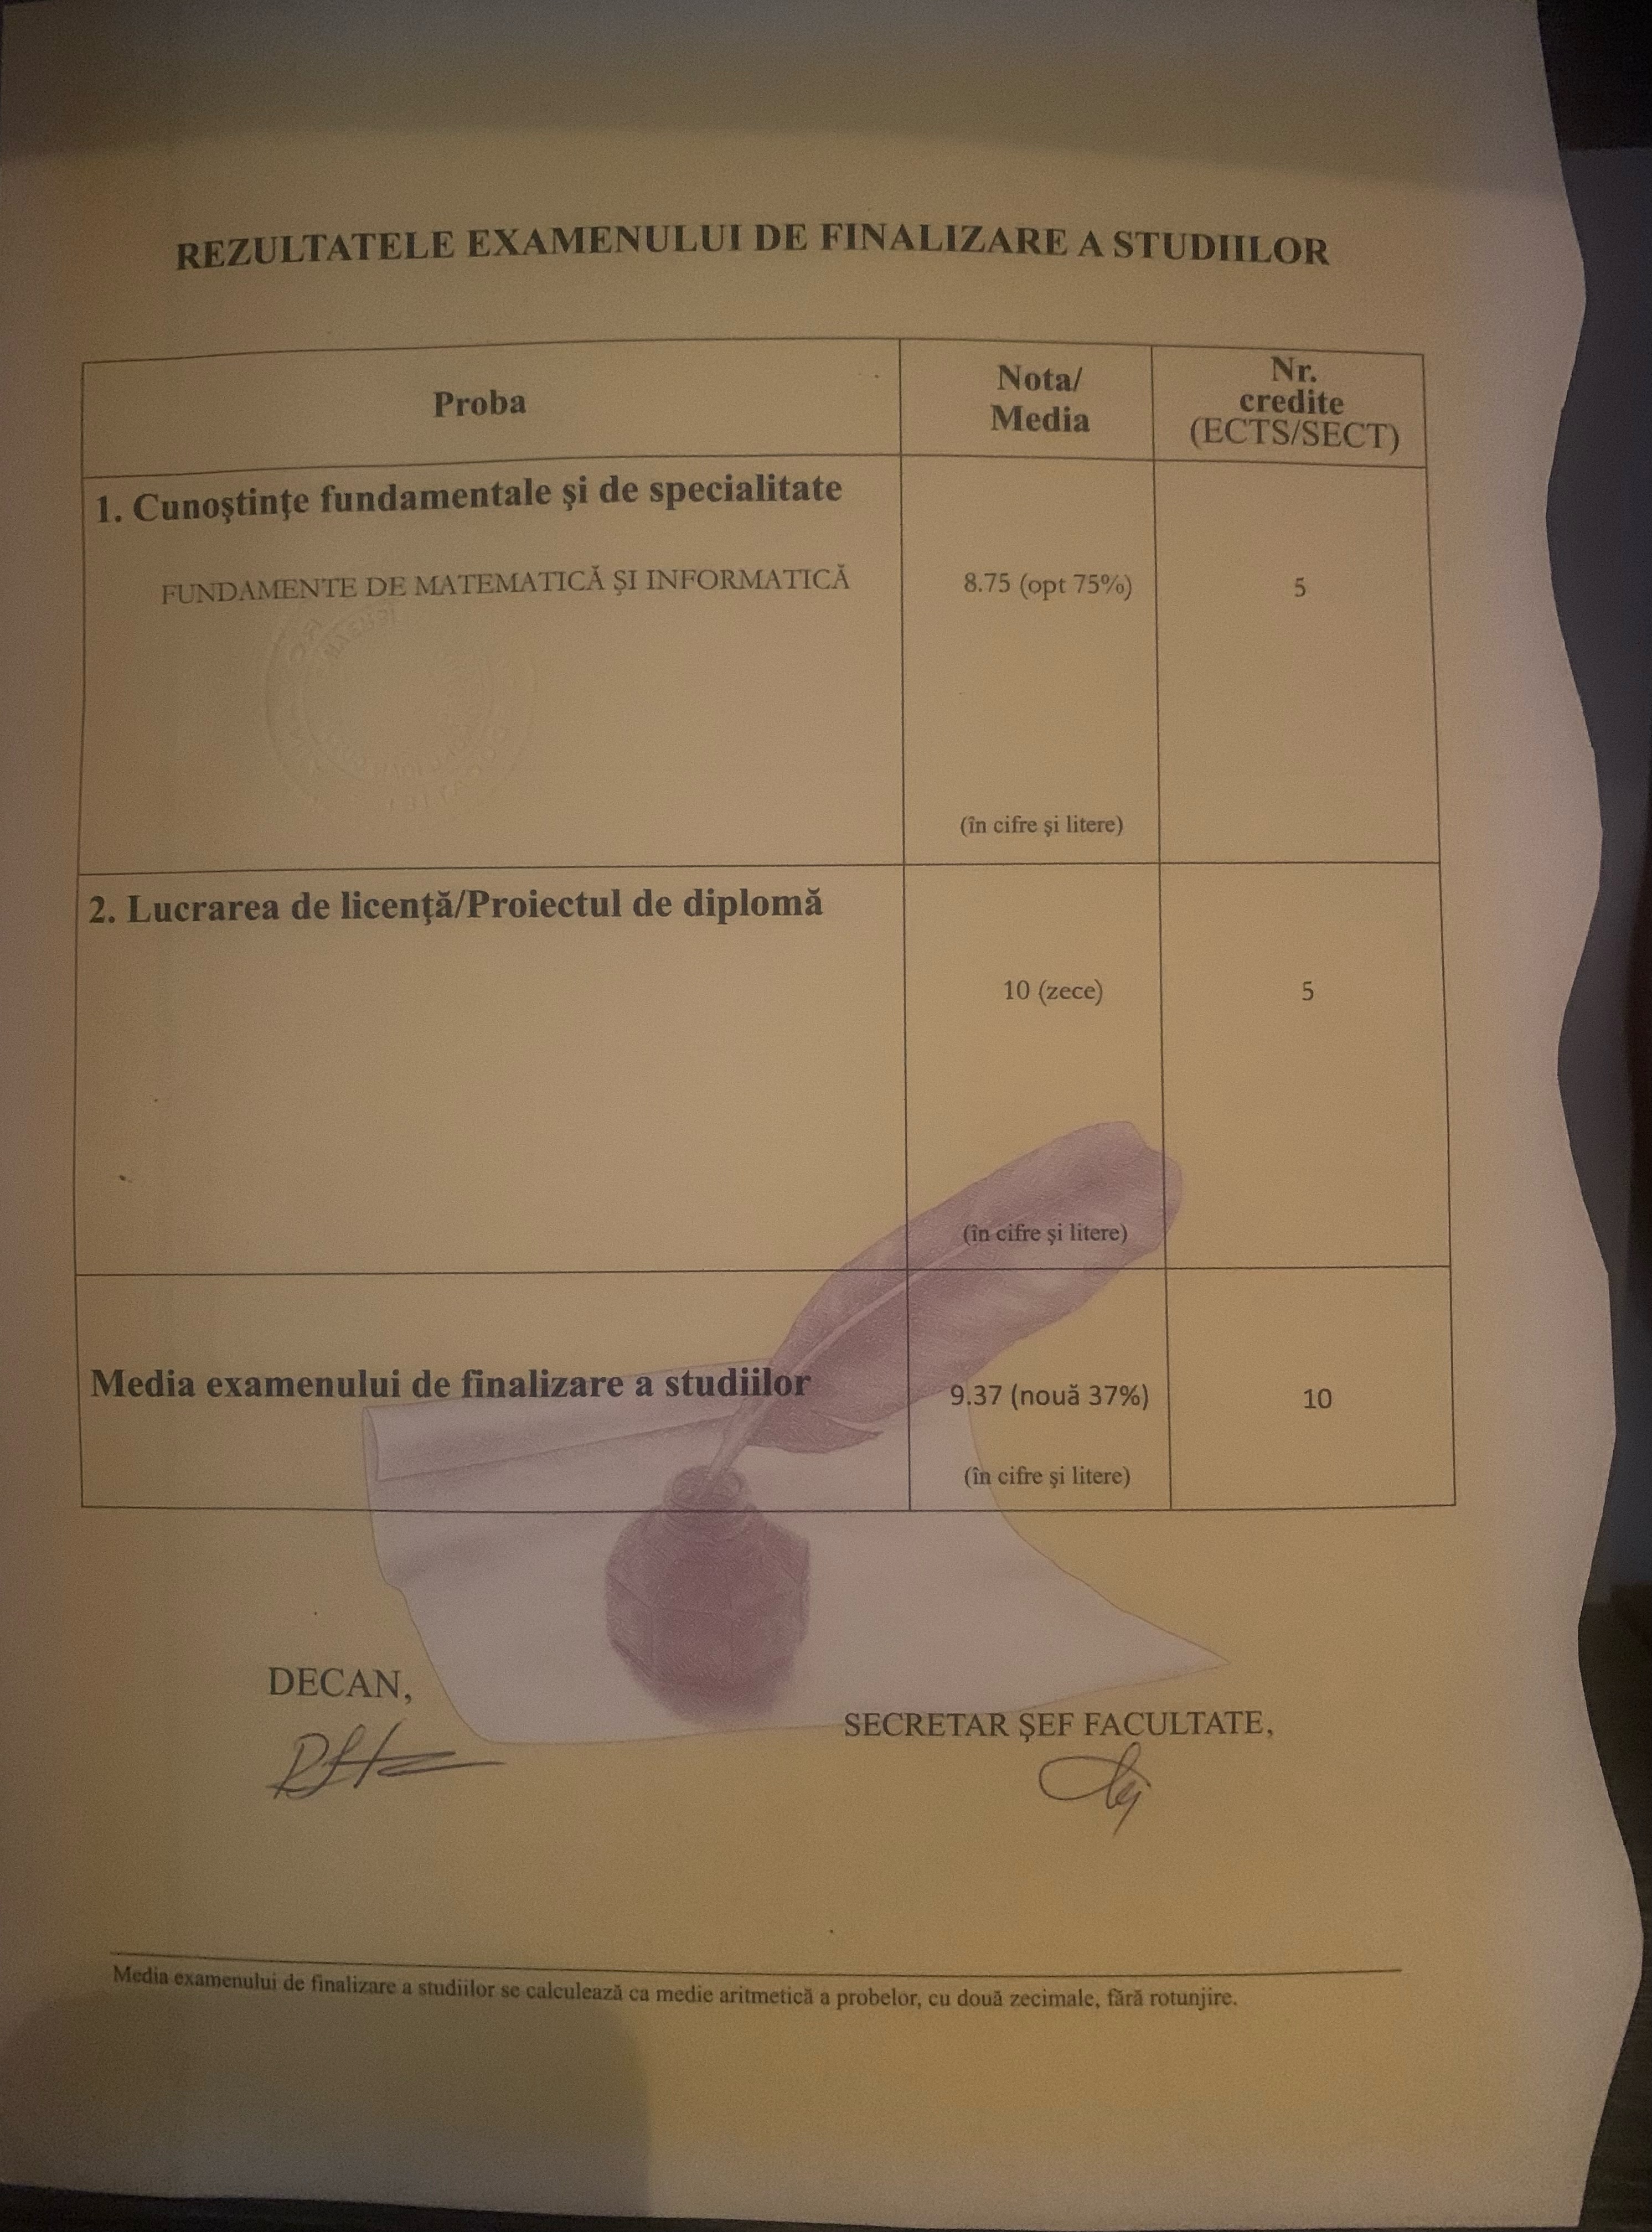 REZULTATELE EXAMENULUI DE FINALIZARE A STUDIILOR
Proba
Nota/
Media
Nr.
credite
(ECTS/SECT)
1. Cunoştinţe fundamentale şi de specialitate
FUNDAMENTE DE MATEMATICĂ ŞI INFORMATICĂ
8.75 (opt 75%)
5
(în cifre şi litere)
2. Lucrarea de licenţă/Proiectul de diplomă
10 (zece)
5
(în cifre şi litere)
Media examenului de finalizare a studiilor
9.37 (nouă 37%)
10
(în cifre şi litere)
DECAN,
SECRETAR ŞEF FACULTATE,
Media examenului de finalizare a studiilor se calculează ca medie aritmetică a probelor, cu două zecimale, fără rotunjire.